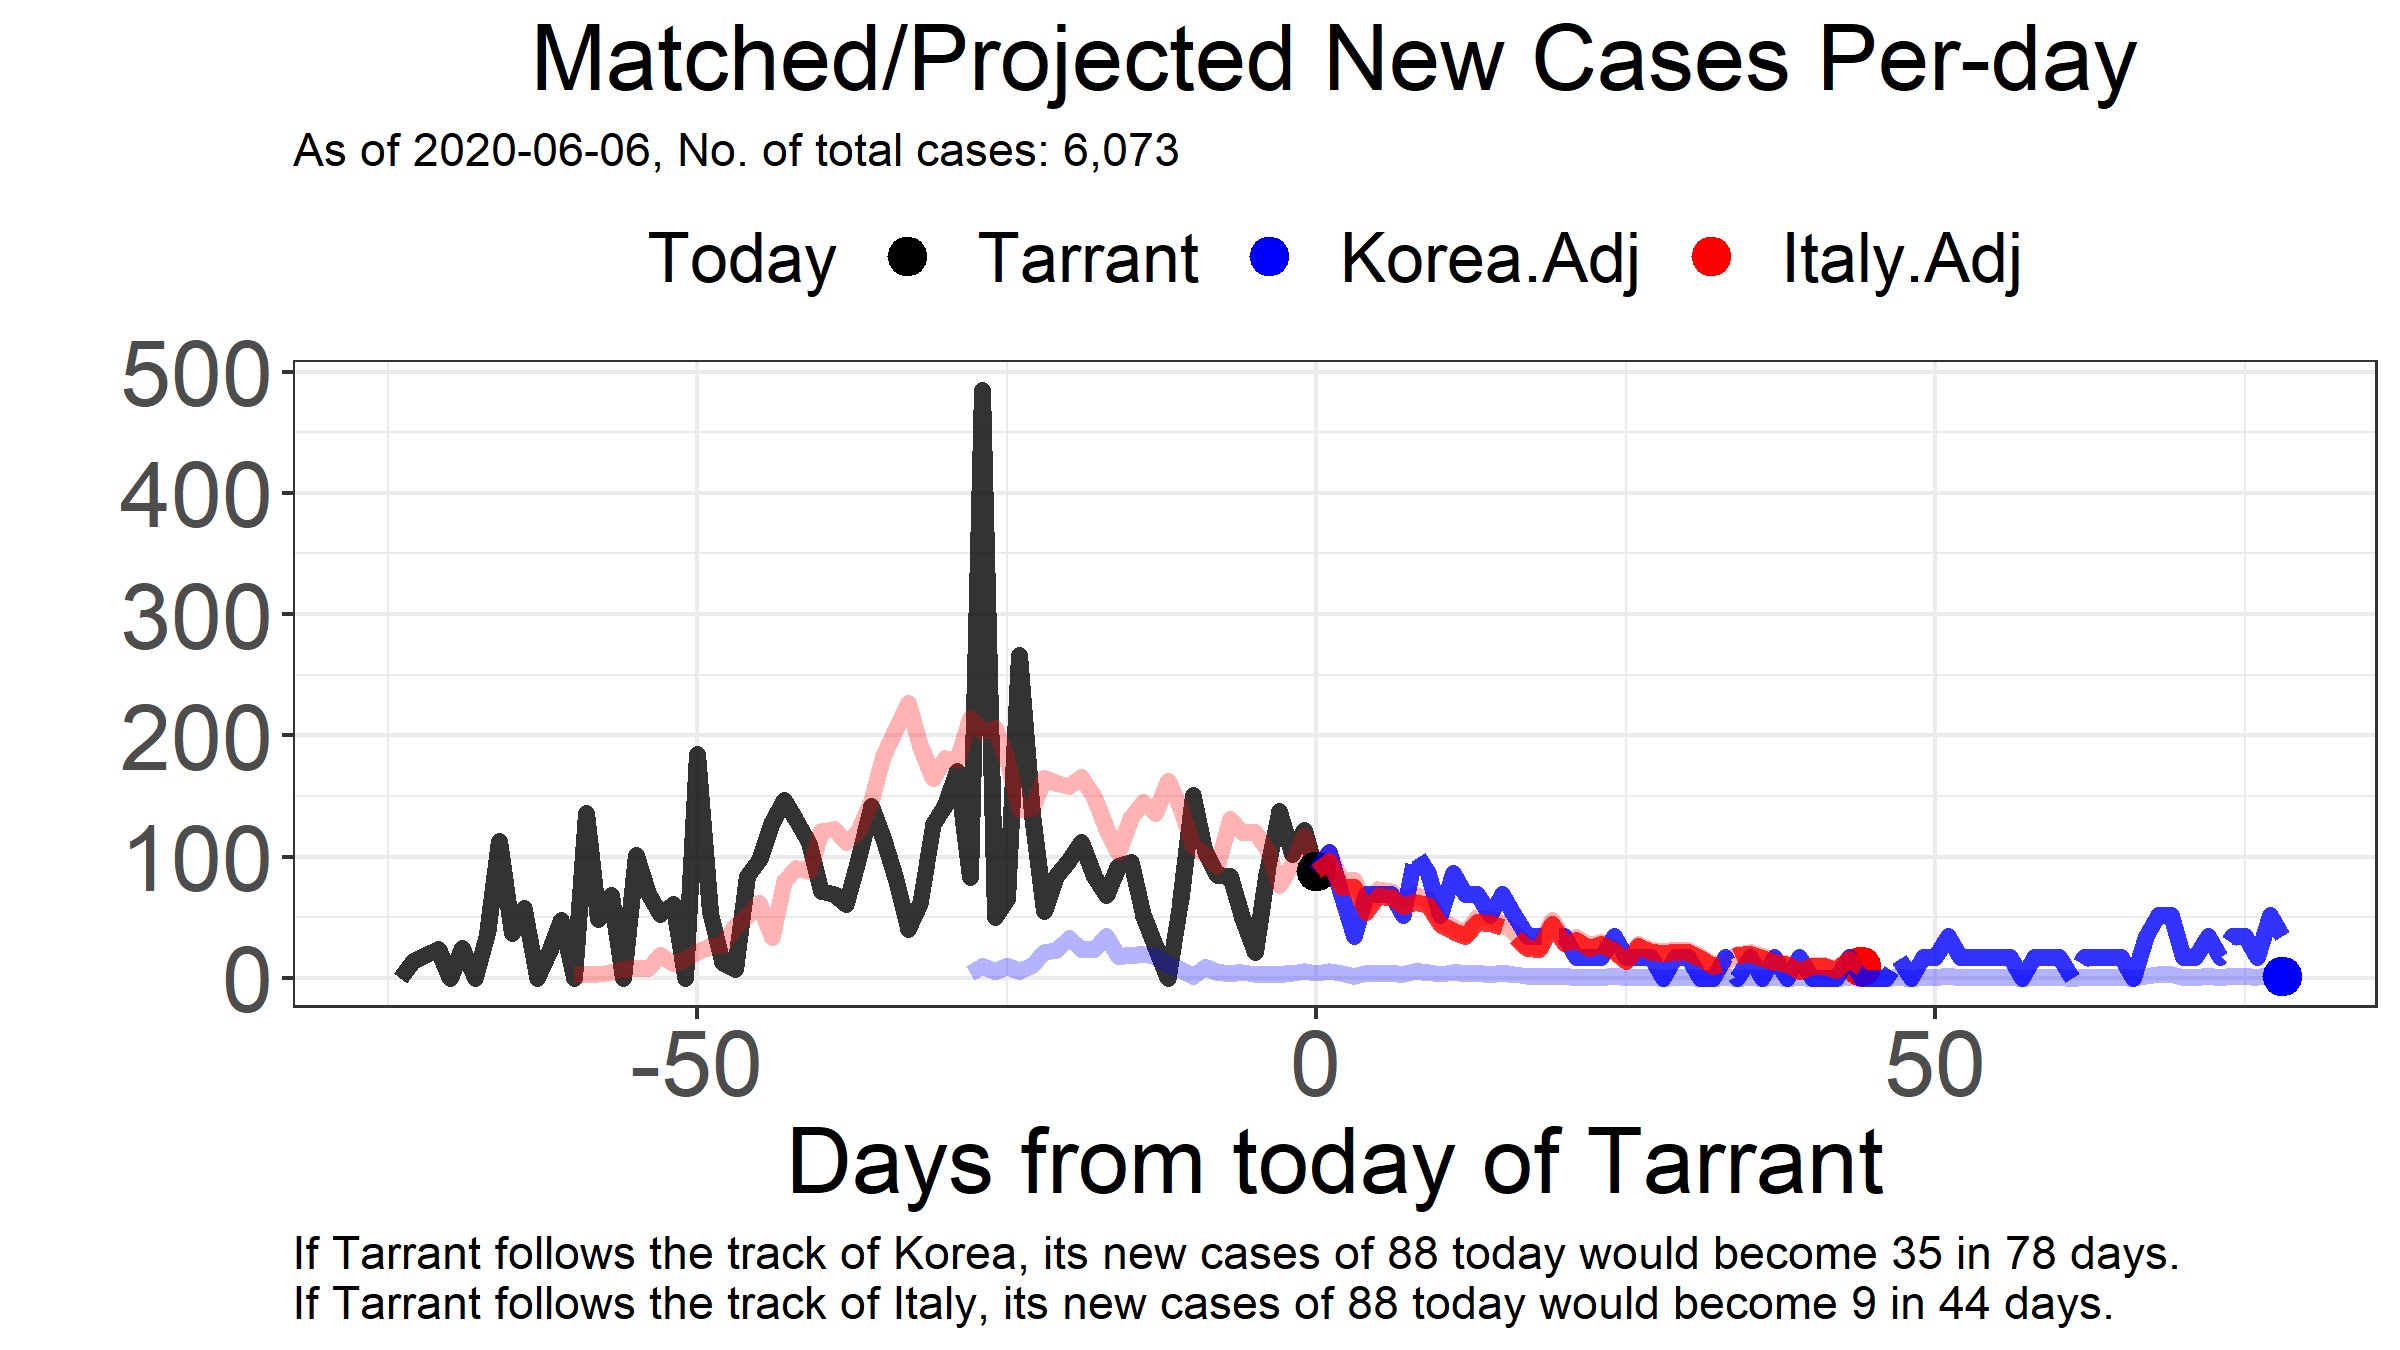 Matched/Projected New Cases Per-day
As of 2020-06-06, No. of total cases: 6,073
Today Tarrant Korea.Adj Italy.Adj
500
400
300
200
100
0
-50 0 50
Days from today of Tarrant
If Tarrant follows the track of Korea, its new cases of 88 today would become 35 in 78 days.
If Tarrant follows the track of Italy, its new cases of 88 today would become 9 in 44 days.